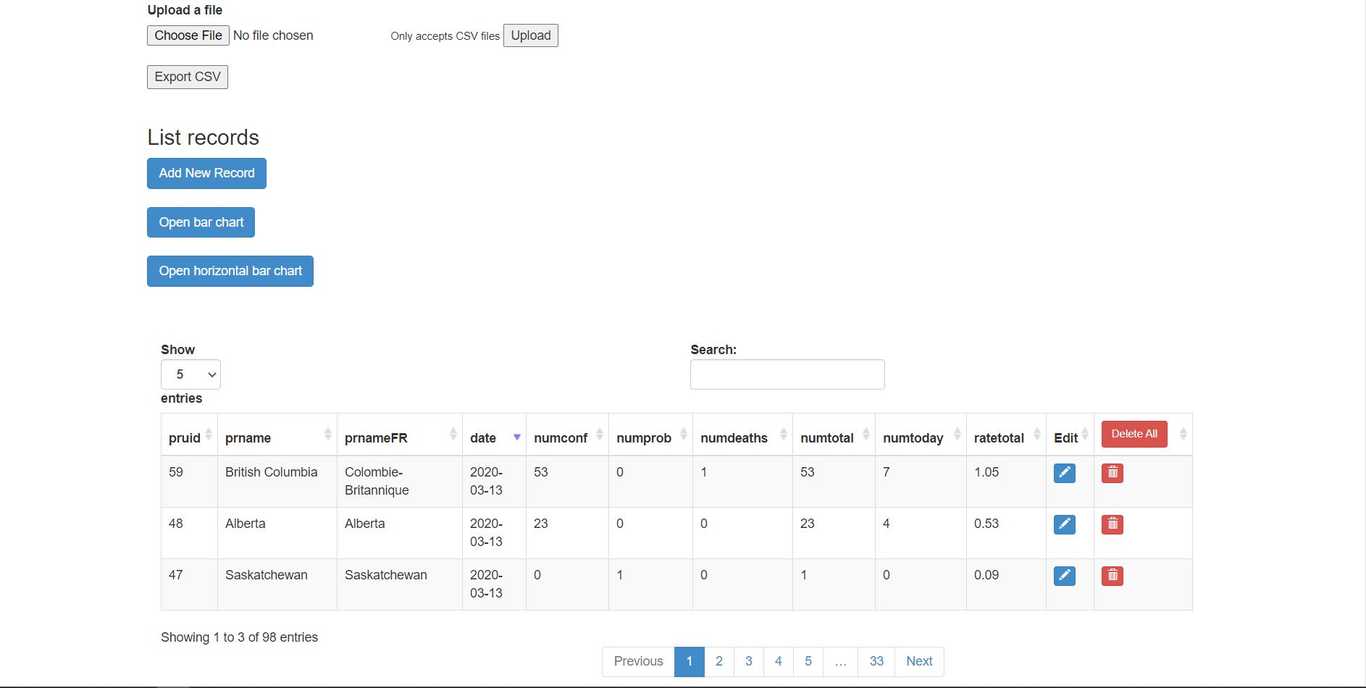 Upload a file
Choose File No file chosen Only accepts CSV files Upload
Export CSV
List records
Add New Record
Open bar chart
Open horizontal bar chart
Show Search:
5
entries
pruid prname prnameFR date numconf numprob numdeaths numtotal numtoday ratetotal Edit Delete All
59 British Columbia Colombie- 2020- 53 0 1 53 7 1.05
Britannique 03-13
48 Alberta Alberta 2020- 23 0 0 23 4 0.53
03-13
47 Saskatchewan Saskatchewan 2020- 0 1 0 1 0 0.09
03-13
Showing 1 to 3 of 98 entries
Previous 1 2 3 4 5 … 33 Next